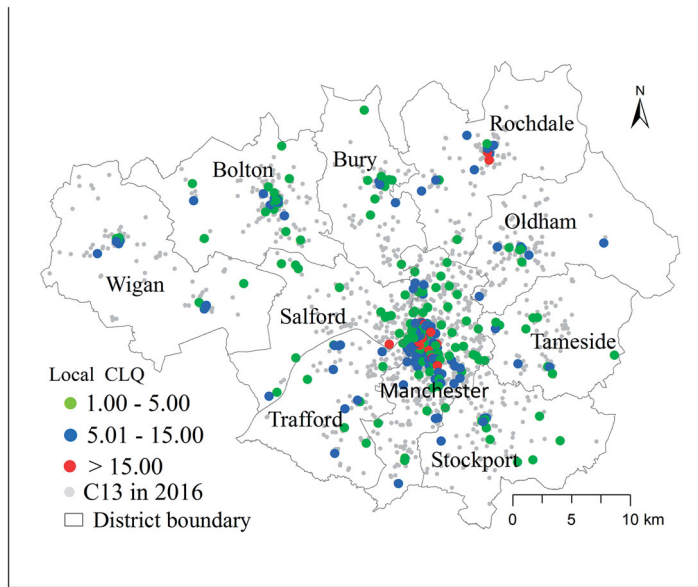 N
Rochdale
Bury
Bolton
Oldham
Wigan
Salford
Tameside
Manchester
Trafford
Stockport
Local CLQ
1.00 - 5.00
5.01 - 15.00
> 15.00
C13 in 2016
District boundary
0 5 10 km